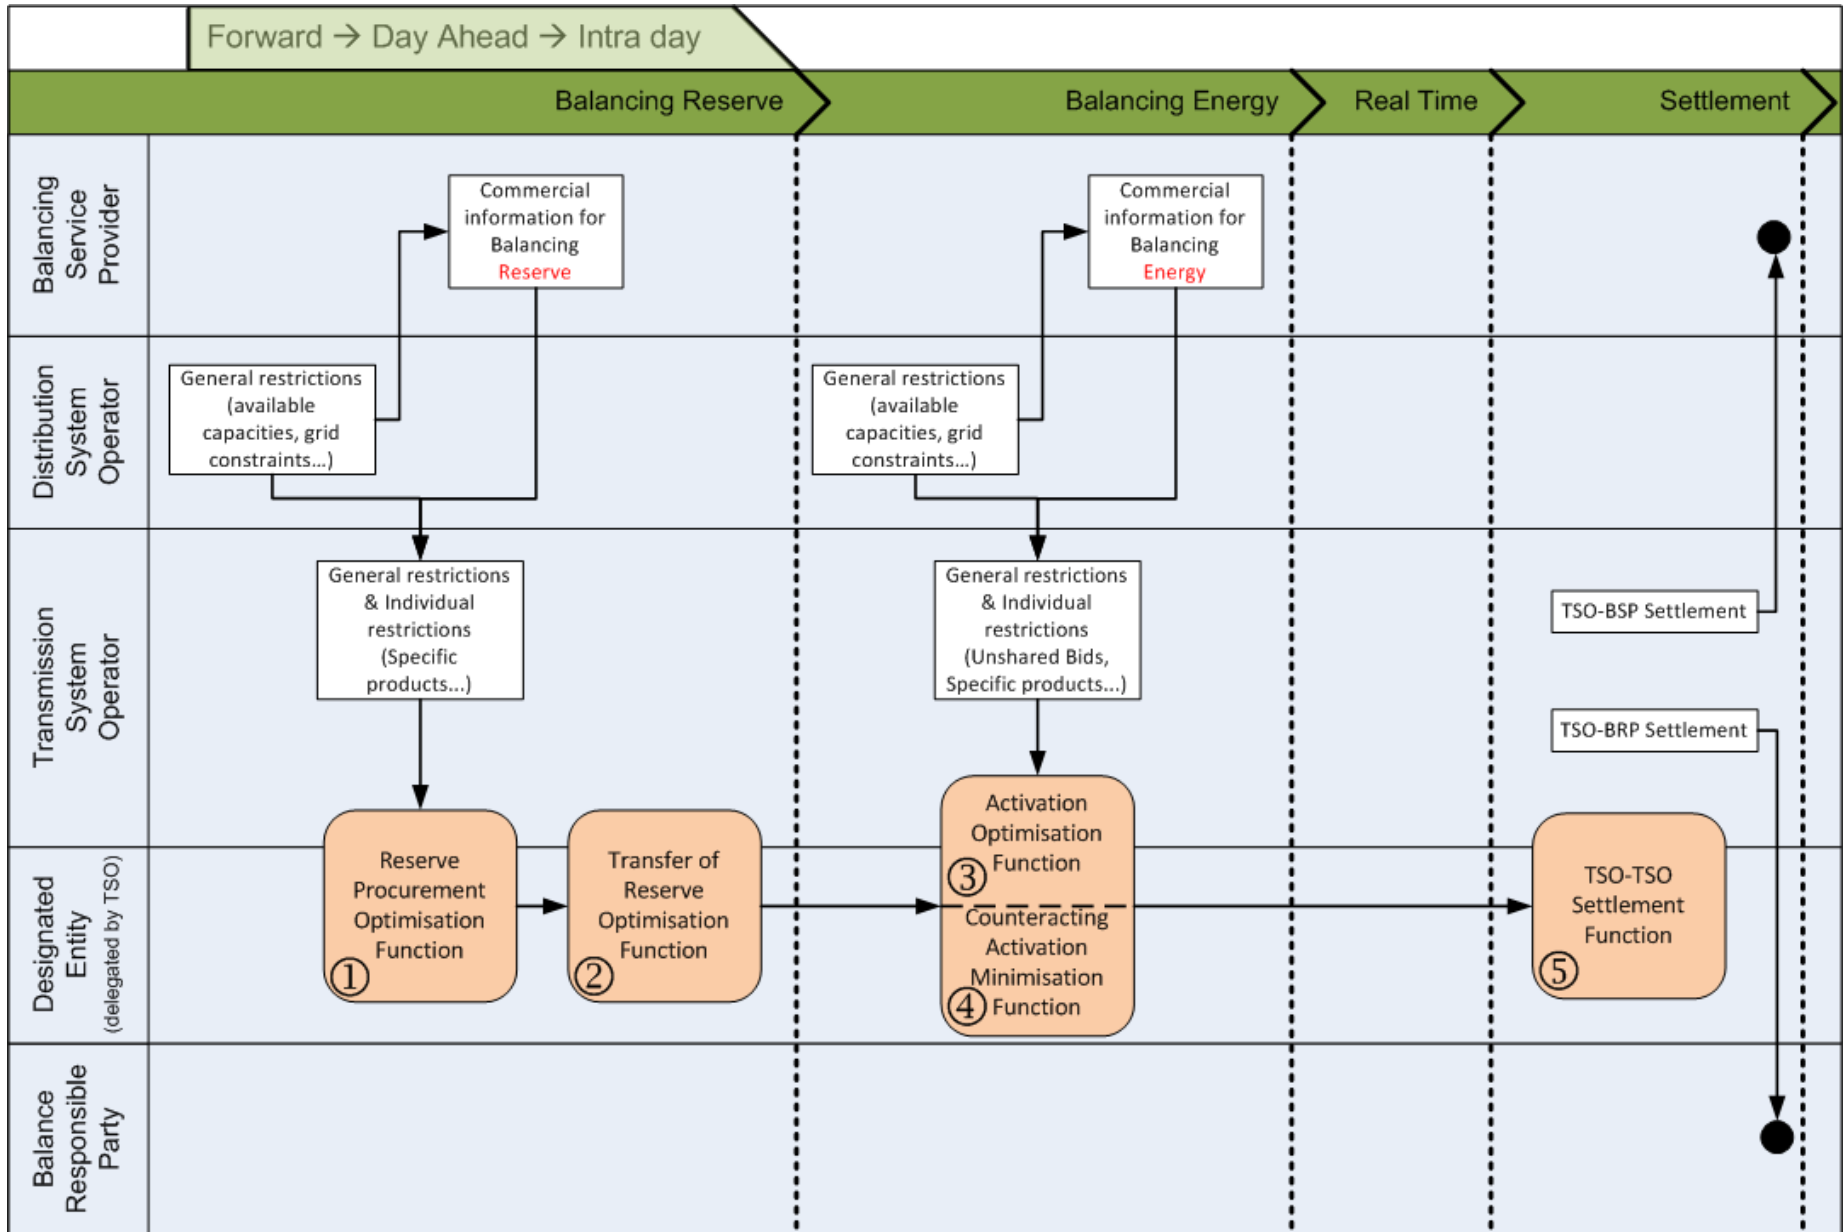 Forward → Day Ahead → Intra day
Balancing Reserve
Balancing Energy
Real Time
Settlement
Balancing
Service
Provider
Commercial
information for
Balancing
Reserve
Commercial
information for
Balancing
Energy
Distribution
System
Operator
General restrictions
(available
capacities, grid
constraints...)
General restrictions
(available
capacities, grid
constraints...)
Transmission
System
Operator
General restrictions
& Individual
restrictions
(Specific
products...)
General restrictions
& Individual
restrictions
(Unshared Bids,
Specific products...)
TSO-BSP Settlement
TSO-BRP Settlement
Designated
Entity
(delegated by TSO)
Reserve
Procurement
Optimisation
Function
①
Transfer of
Reserve
Optimisation
Function
②
Activation
Optimisation
Function
③
Counteracting
Activation
Minimisation
Function
④
TSO-TSO
Settlement
Function
⑤
Balance
Responsible
Party